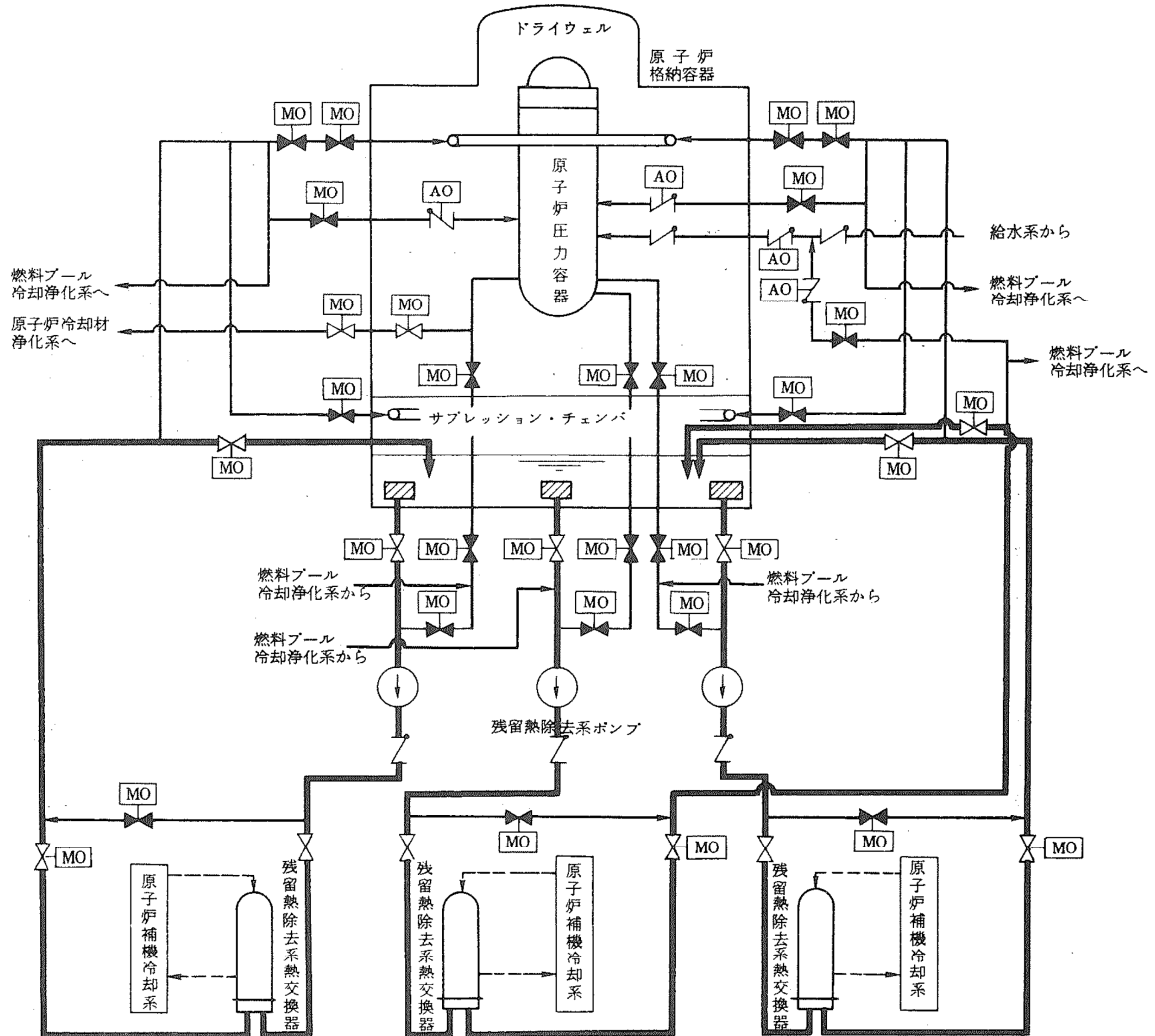 ドライウェル
原子炉
格納容器
MO
MO
MO
MO
原子炉圧力容器
MO
AO
AO
MO
給水系から
AO
燃料プール
冷却浄化系へ
燃料プール
冷却浄化系へ
AO
原子炉冷却材
浄化系へ
MO
MO
MO
燃料プール
冷却浄化系へ
MO
MO
MO
MO
MO
サプレッション・チェンバ
MO
MO
MO
MO
MO
MO
MO
MO
MO
燃料プール
冷却浄化系から
燃料プール
冷却浄化系から
MO
MO
MO
燃料プール
冷却浄化系から
残留熱除去系ポンプ
MO
MO
MO
MO
MO
MO
原子炉補機冷却系
残留熱除去系熱交換器
残留熱除去系熱交換器
原子炉補機冷却系
残留熱除去系熱交換器
原子炉補機冷却系